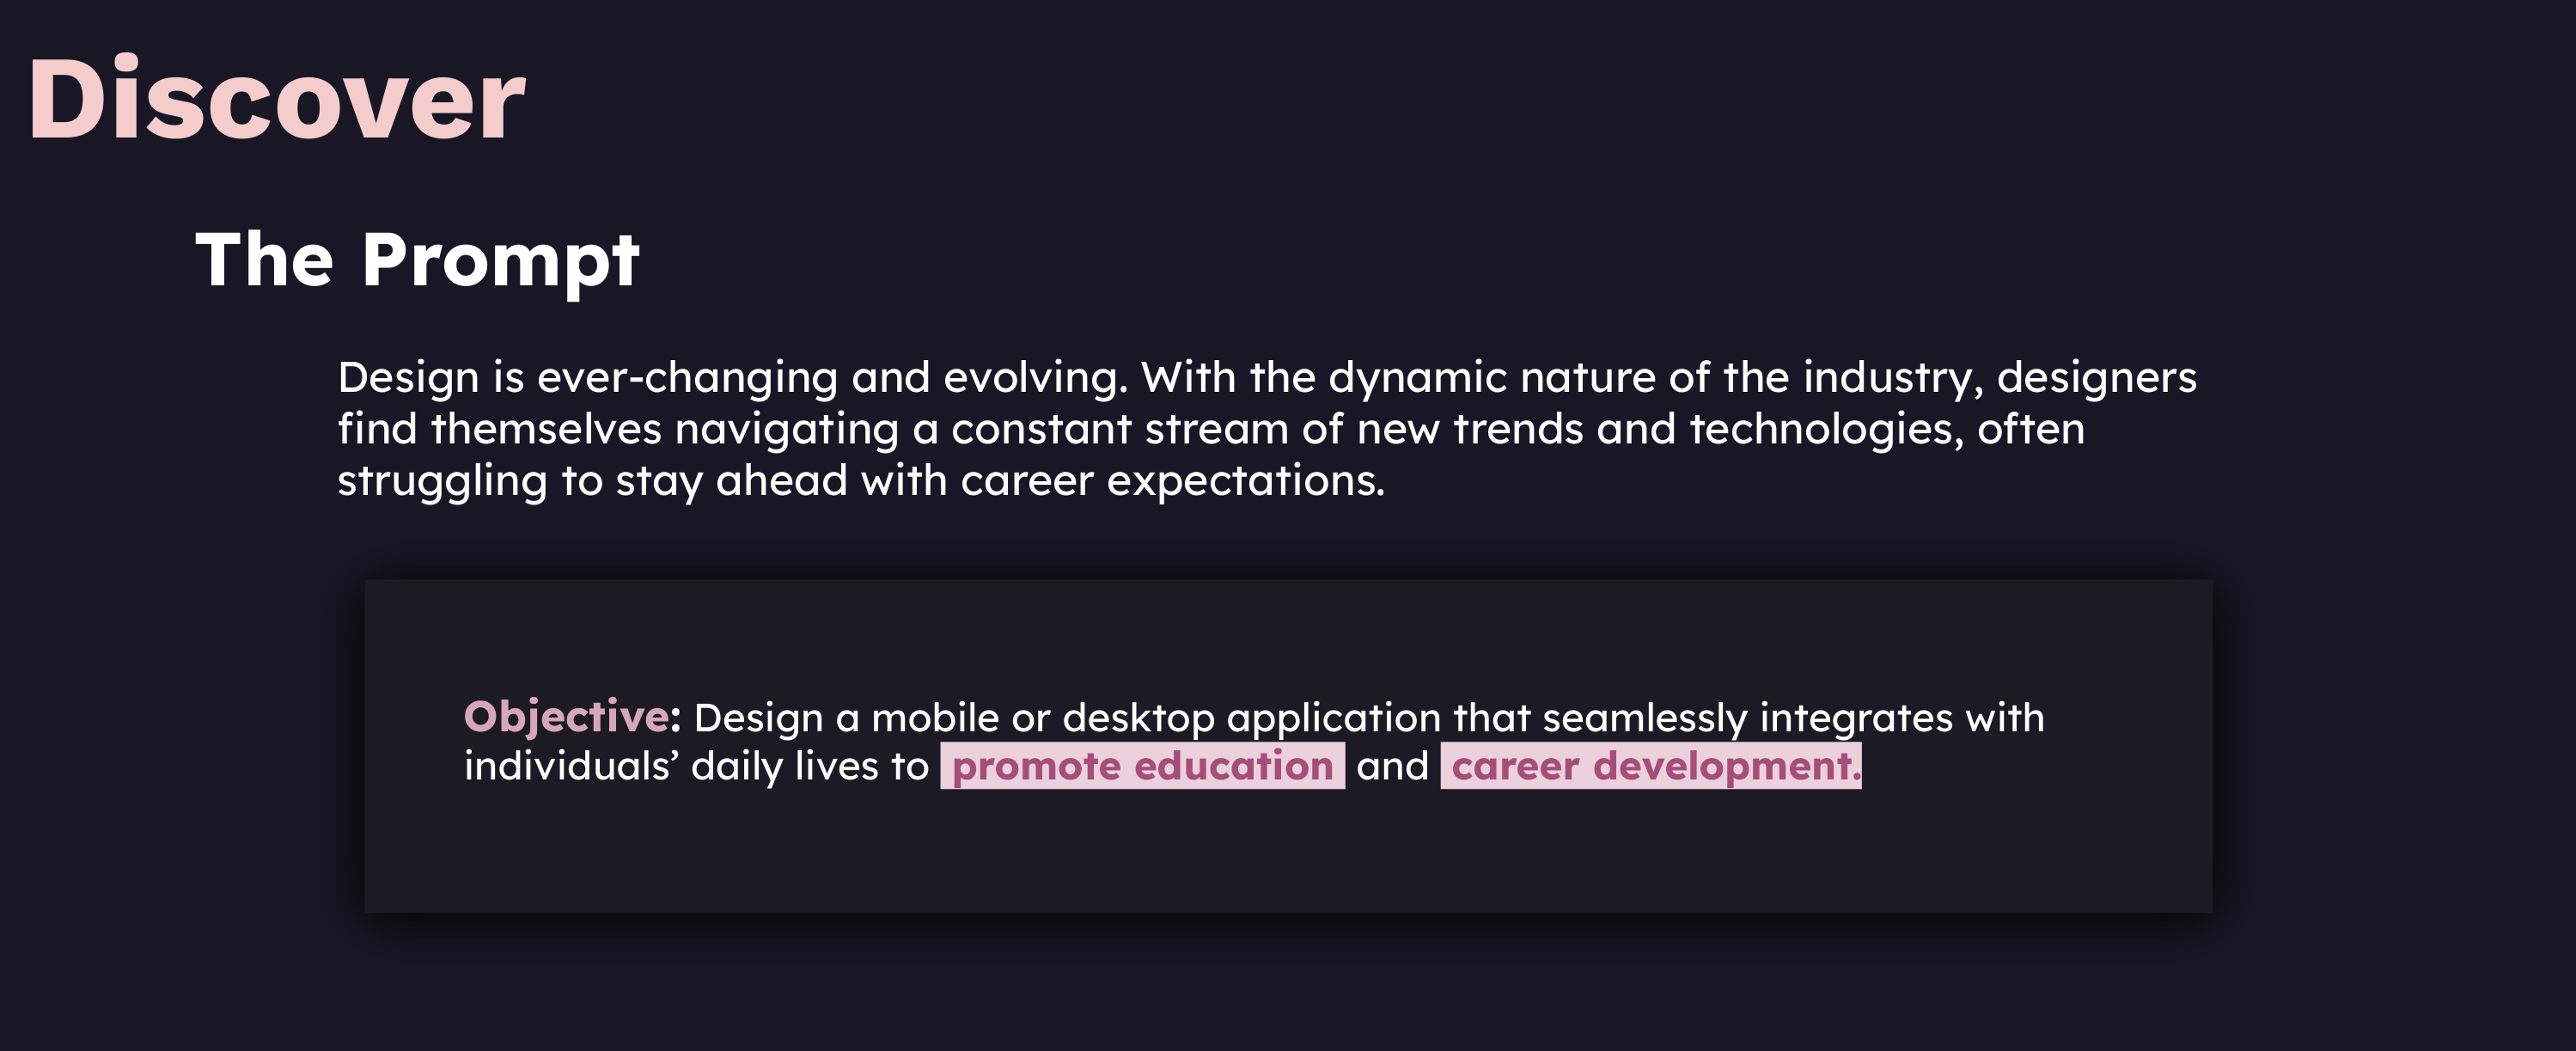 Discover
The Prompt
Design is ever-changing and evolving. With the dynamic nature of the industry, designers
find themselves navigating a constant stream of new trends and technologies, often
struggling to stay ahead with career expectations.
Objective: Design a mobile or desktop application that seamlessly integrates with
individuals’ daily lives to promote education and career development.